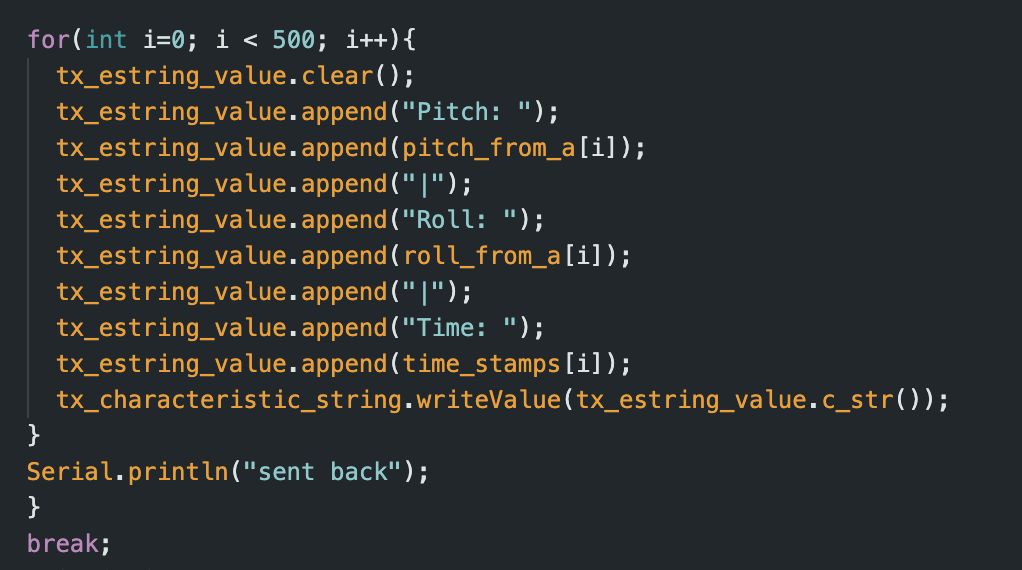 for(int i=0; i < 500; i++){
  tx_estring_value.clear();
  tx_estring_value.append("Pitch: ");
  tx_estring_value.append(pitch_from_a[i]);
  tx_estring_value.append("|");
  tx_estring_value.append("Roll: ");
  tx_estring_value.append(roll_from_a[i]);
  tx_estring_value.append("|");
  tx_estring_value.append("Time: ");
  tx_estring_value.append(time_stamps[i]);
  tx_characteristic_string.writeValue(tx_estring_value.c_str());
}
Serial.println("sent back");
}
break;